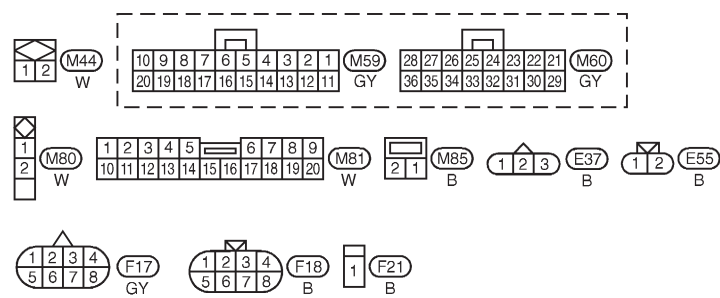 1 2 M44 W
10 9 8 7 6 5 4 3 2 1 M59
20 19 18 17 16 15 14 13 12 11 GY
28 27 26 25 24 23 22 21 M60
36 35 34 33 32 31 30 29 GY
1 2 M80 W
1 2 3 4 5 6 7 8 9 M81
10 11 12 13 14 15 16 17 18 19 20 W
2 1 M85 B
1 2 3 E37 B
1 2 E55 B
1 2 3 4 F17
5 6 7 8 GY
1 2 3 4 F18
5 6 7 8 B
1 F21 B